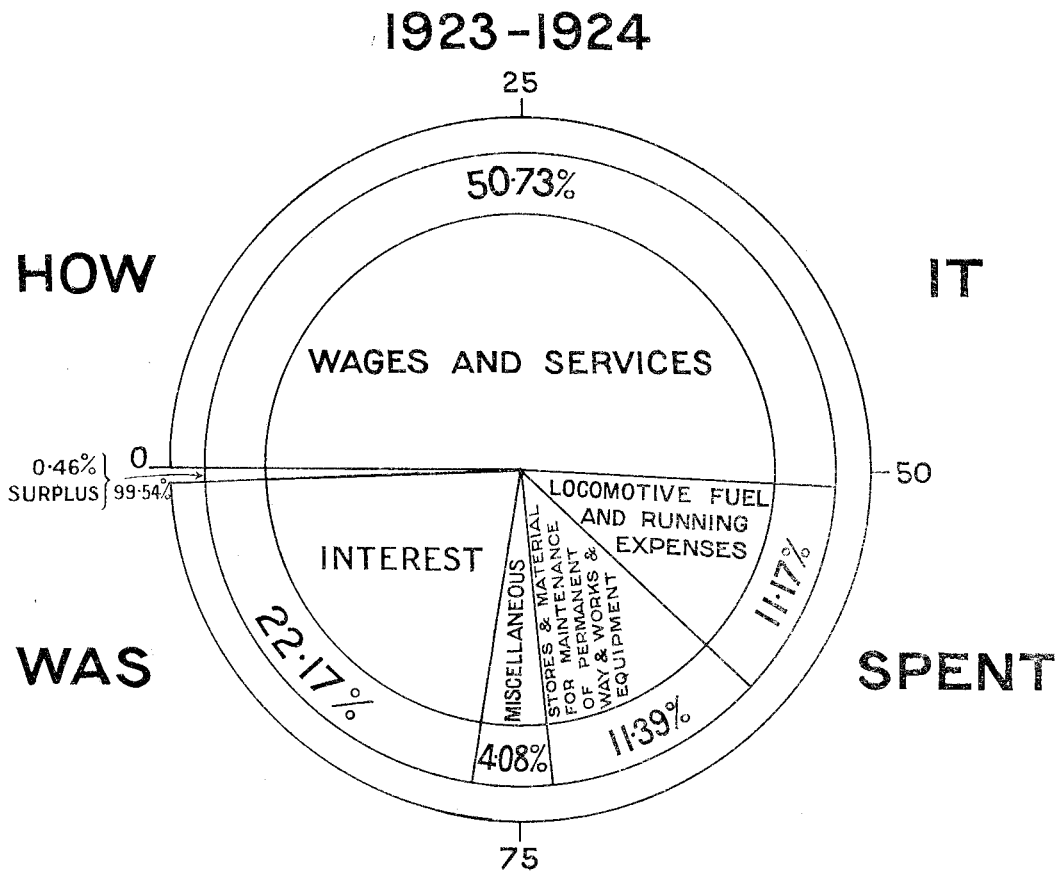 1923-1924
25
50·73%
HOW
IT
WAGES AND SERVICES
0·46%
SURPLUS
0
99·54%
50
LOCOMOTIVE FUEL
AND RUNNING
EXPENSES
11·17%
STORES & MATERIAL
FOR MAINTENANCE
OF PERMANENT
WAY & WORKS &
EQUIPMENT
11·39%
MISCELLANEOUS
4·08%
INTEREST
22·17%
WAS
SPENT
75